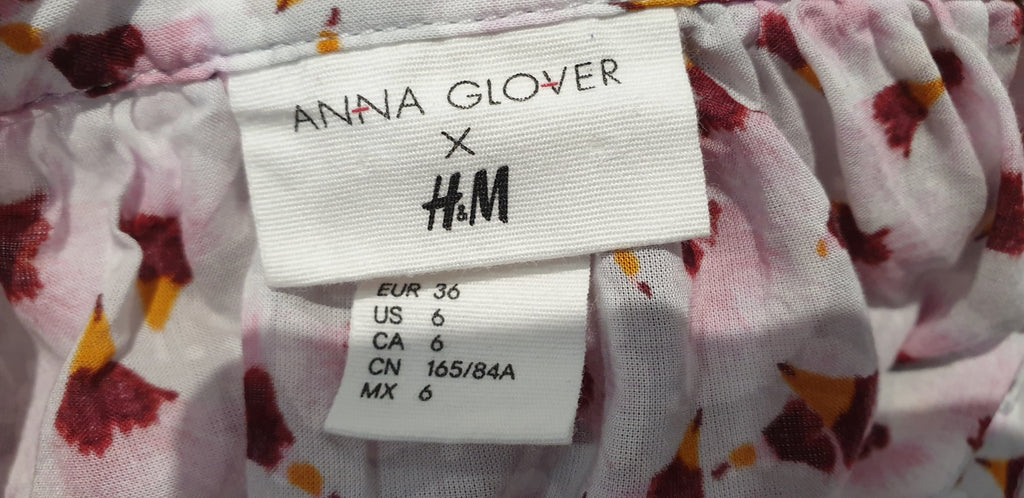 ANNA GLOVER
X
H&M
EUR 36
US 6
CA 6
CN 165/84A
MX 6